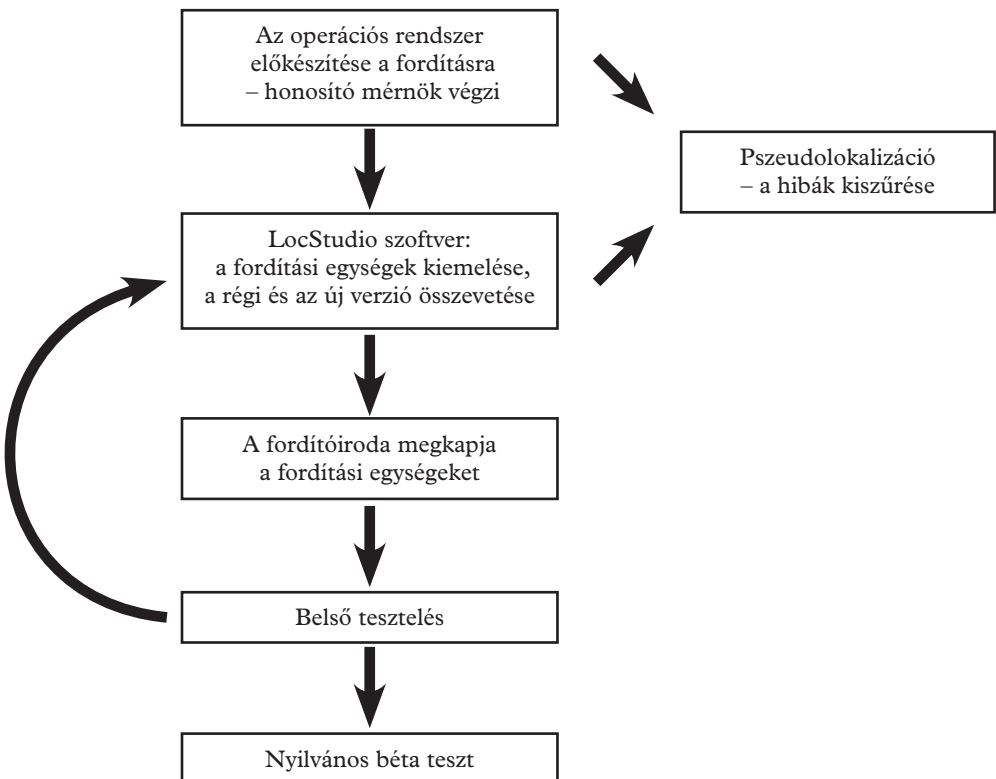 Az operációs rendszer
előkészítése a fordításra
– honosító mérnök végzi
Pszeudolokalizáció
– a hibák kiszűrése
LocStudio szoftver:
a fordítási egységek kiemelése,
a régi és az új verzió összevetése
A fordítóiroda megkapja
a fordítási egységeket
Belső tesztelés
Nyilvános béta teszt